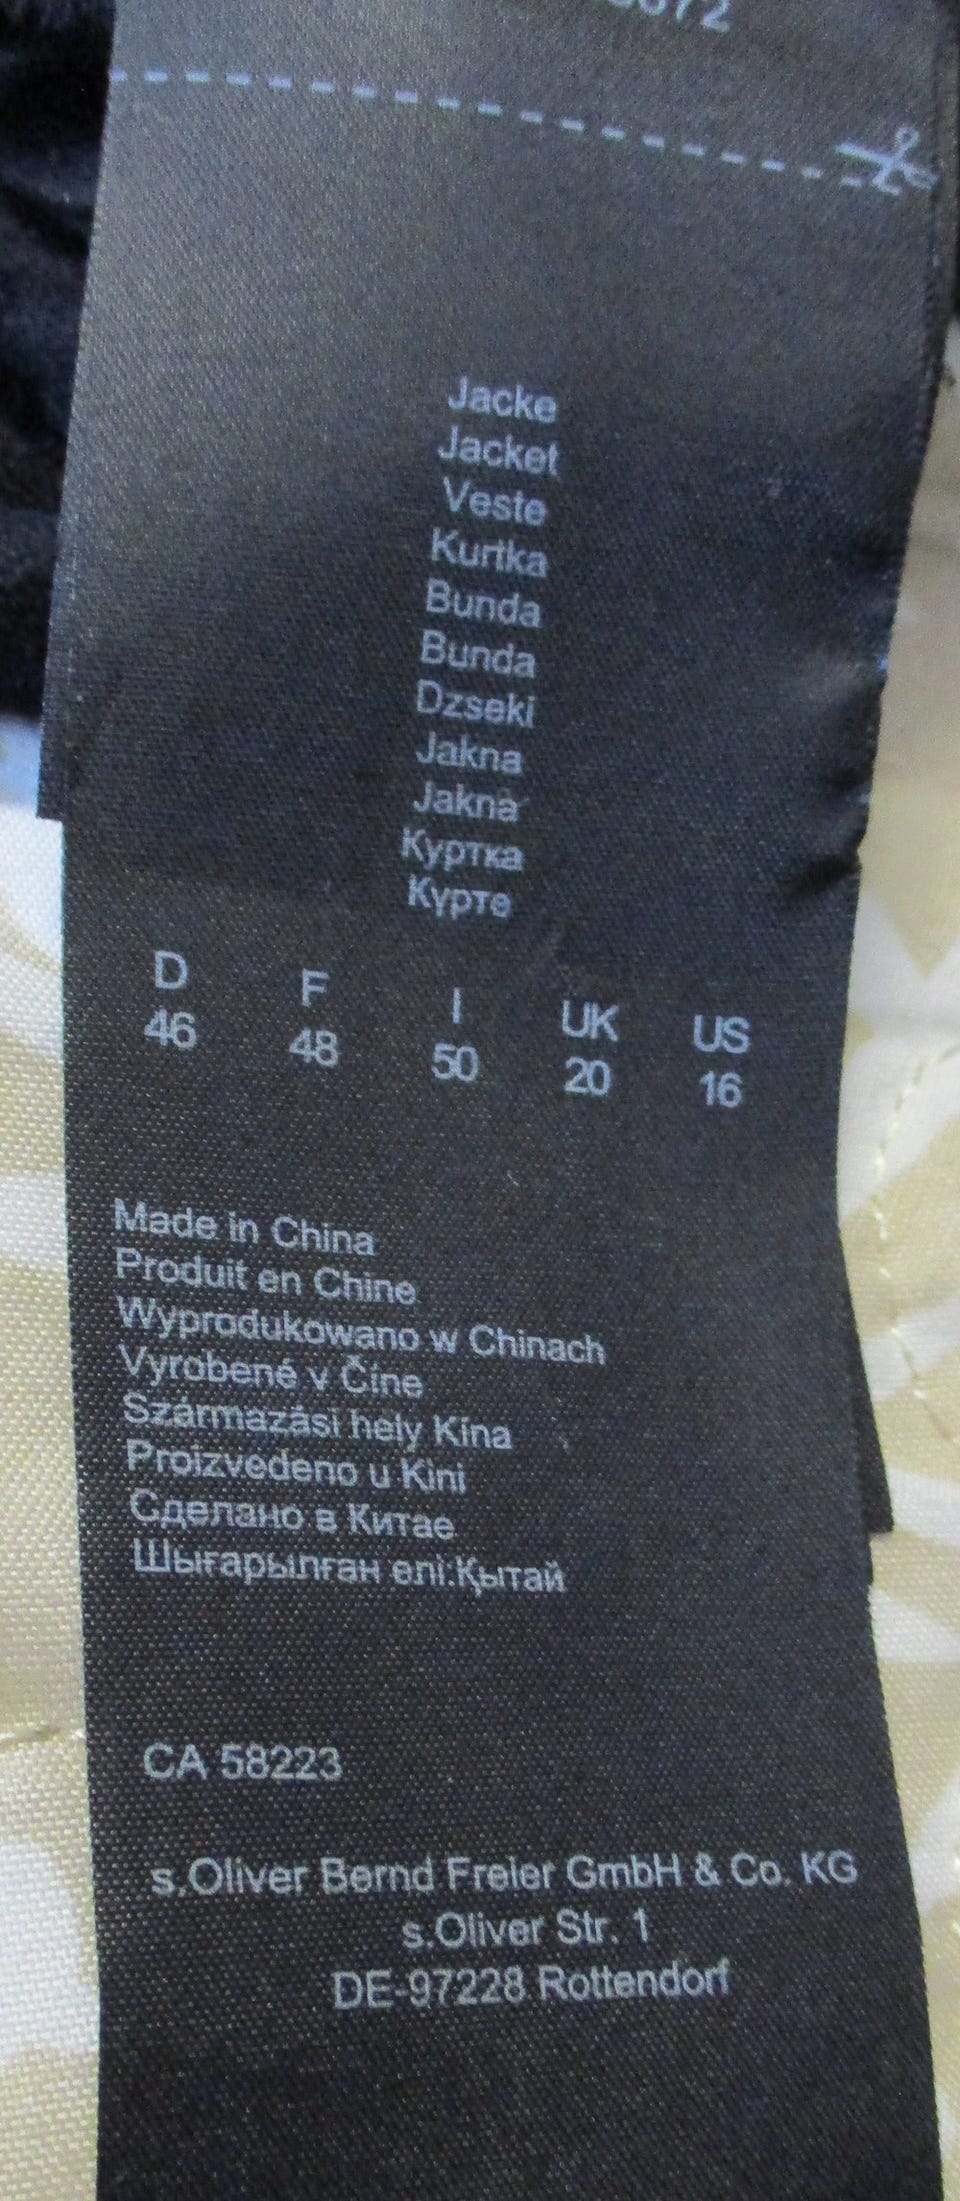 Jacke
Jacket
Veste
Kurtka
Bunda
Bunda
Dzseki
Jakna
Jakna
Куртка
Күрте
D F I UK US
46 48 50 20 16
Made in China
Produit en Chine
Wyprodukowano w Chinach
Vyrobené v Číne
Származási hely Kína
Proizvedeno u Kini
Сделано в Китае
Шығарылған елі:Қытай
CA 58223
s.Oliver Bernd Freier GmbH & Co. KG
s.Oliver Str. 1
DE-97228 Rottendorf